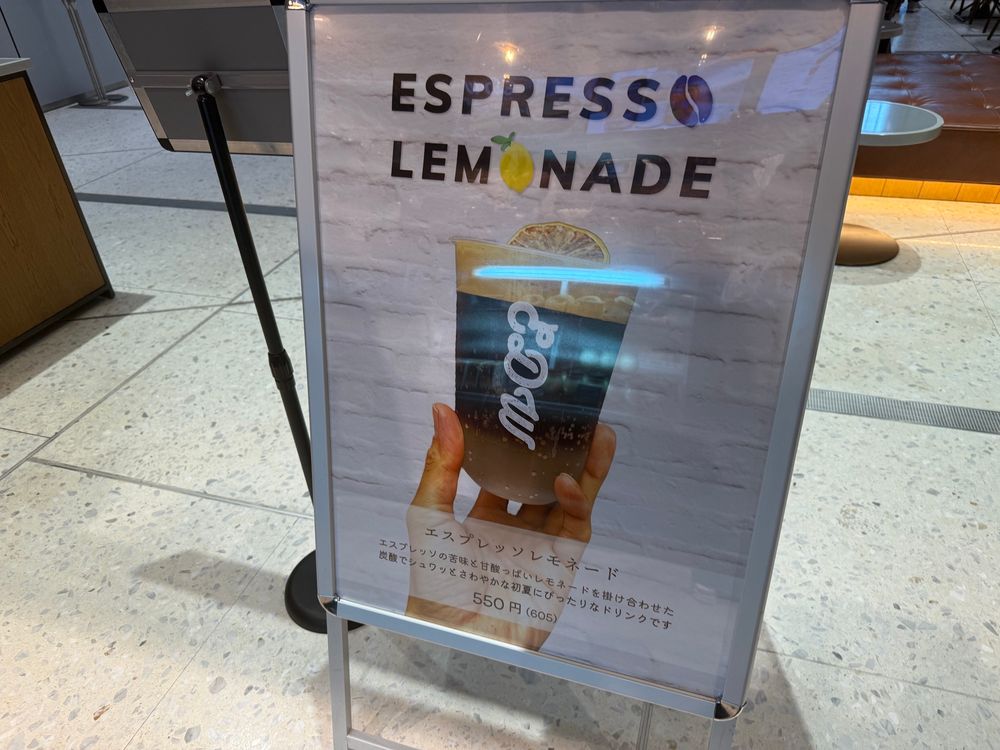 ESPRESSO
LEMONADE
エスプレッソレモネード
エスプレッソの苦味と甘酸っぱいレモネードを掛け合わせた
炭酸でシュワッとさわやかな初夏にぴったりなドリンクです
550円(605)